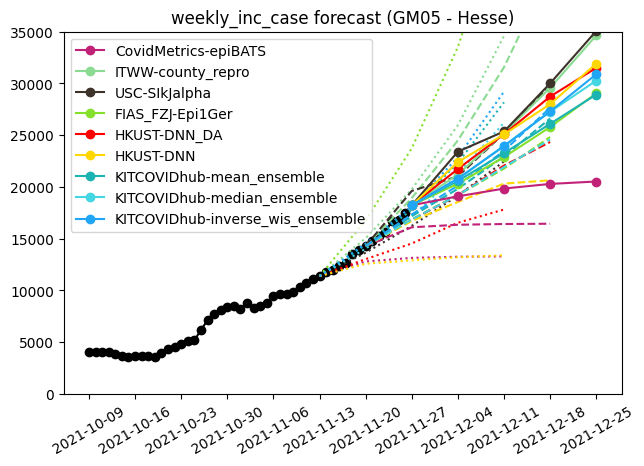 weekly_inc_case forecast (GM05 - Hesse)
35000
30000
25000
20000
15000
10000
5000
0
CovidMetrics-epiBATS
ITWW-county_repro
USC-SIkJalpha
FIAS_FZJ-Epi1Ger
HKUST-DNN_DA
HKUST-DNN
KITCOVIDhub-mean_ensemble
KITCOVIDhub-median_ensemble
KITCOVIDhub-inverse_wis_ensemble
2021-10-09
2021-10-16
2021-10-23
2021-10-30
2021-11-06
2021-11-13
2021-11-20
2021-11-27
2021-12-04
2021-12-11
2021-12-18
2021-12-25